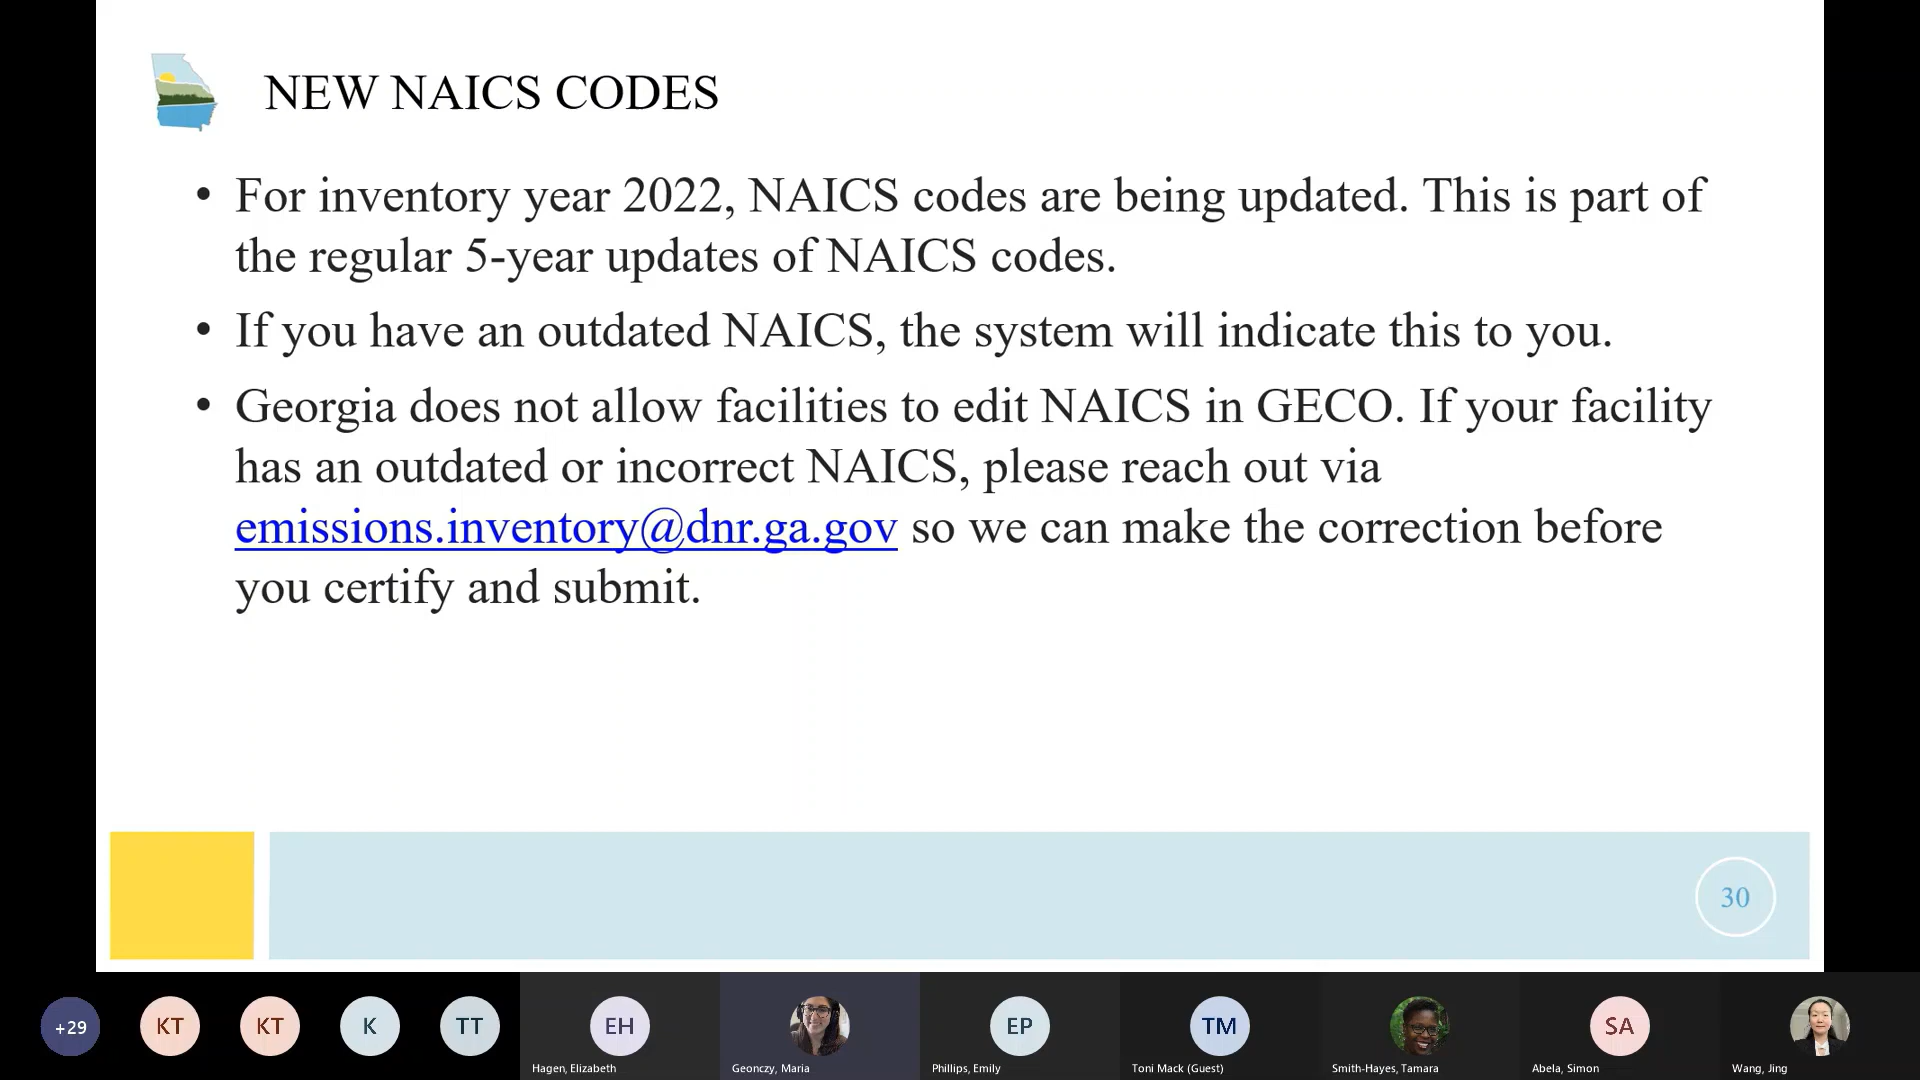 NEW NAICS CODES
• For inventory year 2022, NAICS codes are being updated. This is part of
the regular 5-year updates of NAICS codes.
• If you have an outdated NAICS, the system will indicate this to you.
• Georgia does not allow facilities to edit NAICS in GECO. If your facility
has an outdated or incorrect NAICS, please reach out via
emissions.inventory@dnr.ga.gov so we can make the correction before
you certify and submit.
30
+29
KT
KT
K
TT
EH
EP
TM
SA
Hagen, Elizabeth
Geonczy, Maria
Phillips, Emily
Toni Mack (Guest)
Smith-Hayes, Tamara
Abela, Simon
Wang, Jing